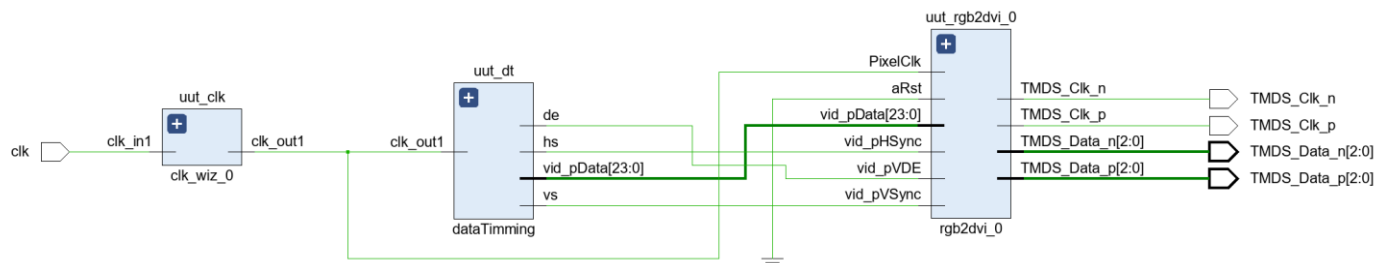 uut_rgb2dvi_0
PixelClk
uut_dt
aRst
TMDS_Clk_n
TMDS_Clk_n
uut_clk
de
vid_pData[23:0]
TMDS_Clk_p
TMDS_Clk_p
clk
clk_in1
clk_out1
clk_out1
hs
vid_pHSync
TMDS_Data_n[2:0]
TMDS_Data_n[2:0]
clk_wiz_0
vid_pData[23:0]
vid_pVDE
TMDS_Data_p[2:0]
TMDS_Data_p[2:0]
vs
vid_pVSync
dataTimming
rgb2dvi_0